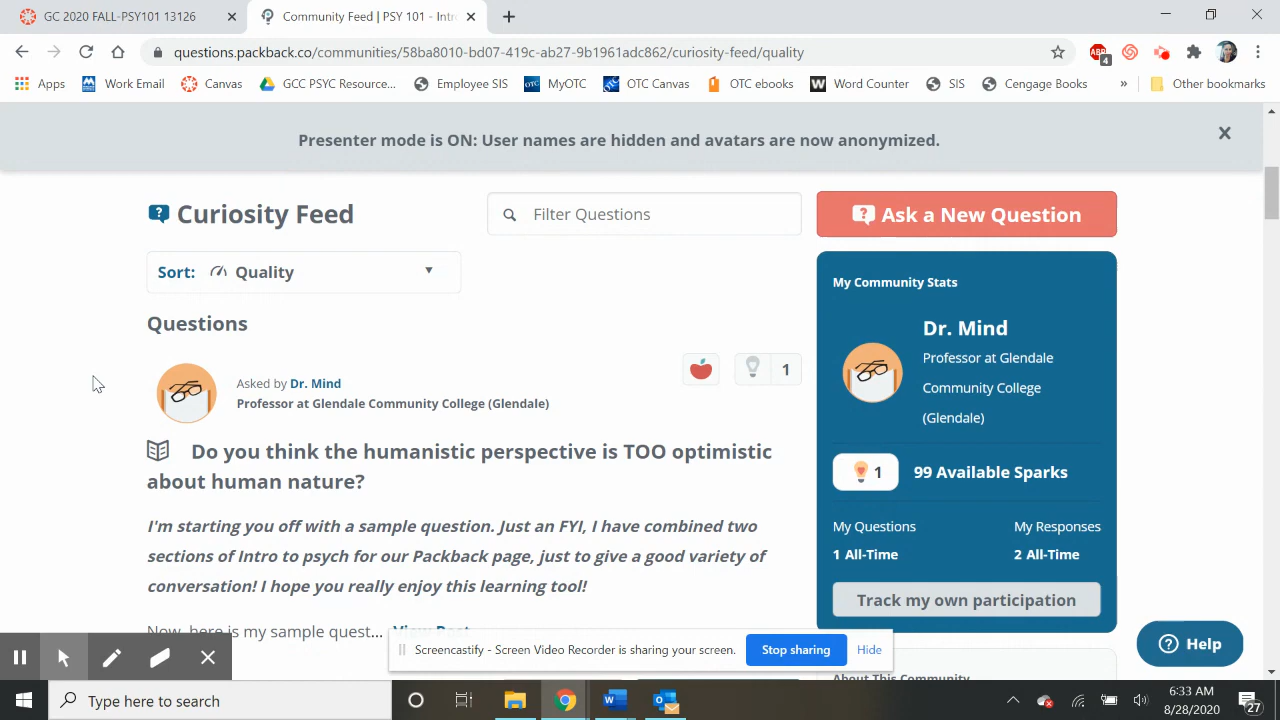 GC 2020 FALL-PSY101 13126
Community Feed | PSY 101 - Intro
questions.packback.co/communities/58ba8010-bd07-419c-ab27-9b1961adc862/curiosity-feed/quality
ABP
4
Apps
Work Email
Canvas
GCC PSYC Resource...
Employee SIS
OTC
MyOTC
OTC Canvas
OTC ebooks
W
Word Counter
SIS
Cengage Books
»
Other bookmarks
Presenter mode is ON: User names are hidden and avatars are now anonymized.
Curiosity Feed
Filter Questions
Ask a New Question
Sort: Quality
My Community Stats
Questions
Dr. Mind
Professor at Glendale
Community College
(Glendale)
1
Asked by Dr. Mind
Professor at Glendale Community College (Glendale)
Do you think the humanistic perspective is TOO optimistic
about human nature?
1
99 Available Sparks
I'm starting you off with a sample question. Just an FYI, I have combined two
sections of Intro to psych for our Packback page, just to give a good variety of
conversation! I hope you really enjoy this learning tool!
My Questions
My Responses
1 All-Time
2 All-Time
Track my own participation
Now, here is my sample quest... View Post
Screencastify - Screen Video Recorder is sharing your screen.
Stop sharing
Hide
Help
About This Community
Type here to search
6:33 AM
8/28/2020
27